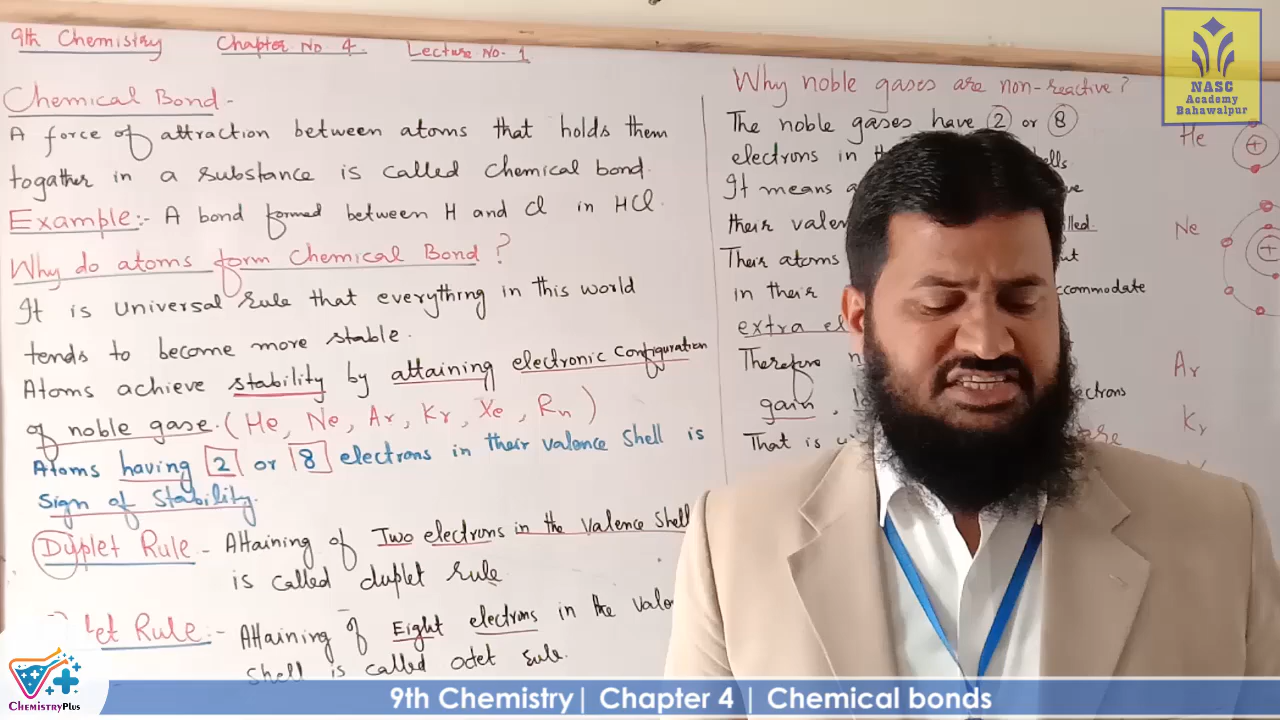 9th Chemistry Chapter No 4. Lecture No. 1
Chemical Bond:-
A force of attraction between atoms that holds them
togather in a substance is called chemical bond.
Example:- A bond formed between H and Cl in HCl.
Why do atoms form Chemical Bond ?
It is universal rule that everything in this world
tends to become more stable.
Atoms achieve stability by attaining electronic configuration
of noble gase. (He, Ne, Ar, Kr, Xe, Rn)
Atoms having 2 or 8 electrons in their valence shell is
Sign of Stability.
Duplet Rule - Attaining of Two electrons in the valence shell
is called duplet rule
Rule:- Attaining of Eight electrons in the
shell is called octet rule.
Why noble gases are non-reactive?
The noble gases have 2 or 8
electrons in
It means
their
Their atoms
in their accommodate
extra
Therefore
gain,
That is
He
+
Ne
+
Ar
Kr
NASC
Academy
Bahawalpur
ChemistryPlus
9th Chemistry| Chapter 4 | Chemical bonds